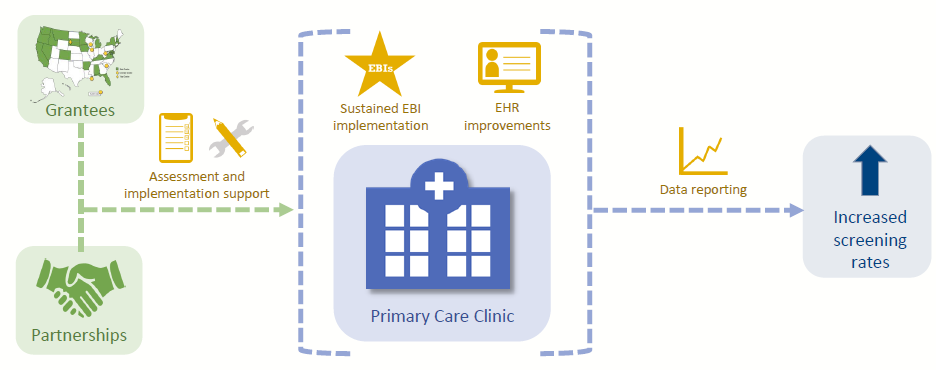 Grantees
Assessment and
implementation support
Partnerships
EBIs
Sustained EBI
implementation
EHR
improvements
Primary Care Clinic
Data reporting
Increased
screening
rates